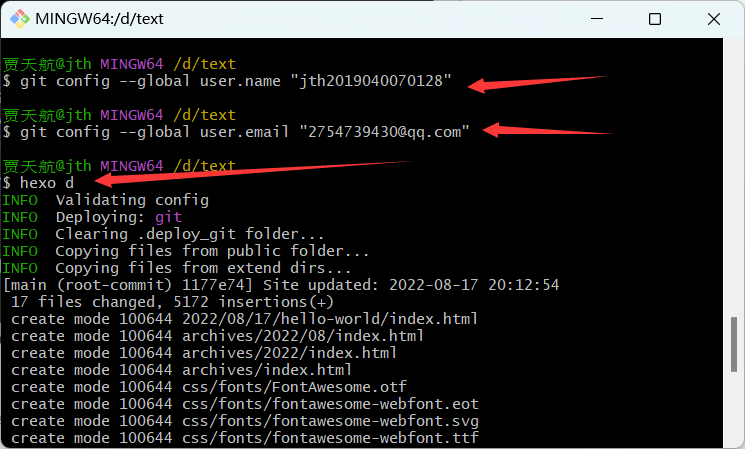 MINGW64:/d/text
贾天航@jth MINGW64 /d/text
$ git config --global user.name "jth2019040070128"
贾天航@jth MINGW64 /d/text
$ git config --global user.email "2754739430@qq.com"
贾天航@jth MINGW64 /d/text
$ hexo d
INFO  Validating config
INFO  Deploying: git
INFO  Clearing .deploy_git folder...
INFO  Copying files from public folder...
INFO  Copying files from extend dirs...
[main (root-commit) 1177e74] Site updated: 2022-08-17 20:12:54
 17 files changed, 5172 insertions(+)
 create mode 100644 2022/08/17/hello-world/index.html
 create mode 100644 archives/2022/08/index.html
 create mode 100644 archives/2022/index.html
 create mode 100644 archives/index.html
 create mode 100644 css/fonts/FontAwesome.otf
 create mode 100644 css/fonts/fontawesome-webfont.eot
 create mode 100644 css/fonts/fontawesome-webfont.svg
 create mode 100644 css/fonts/fontawesome-webfont.ttf